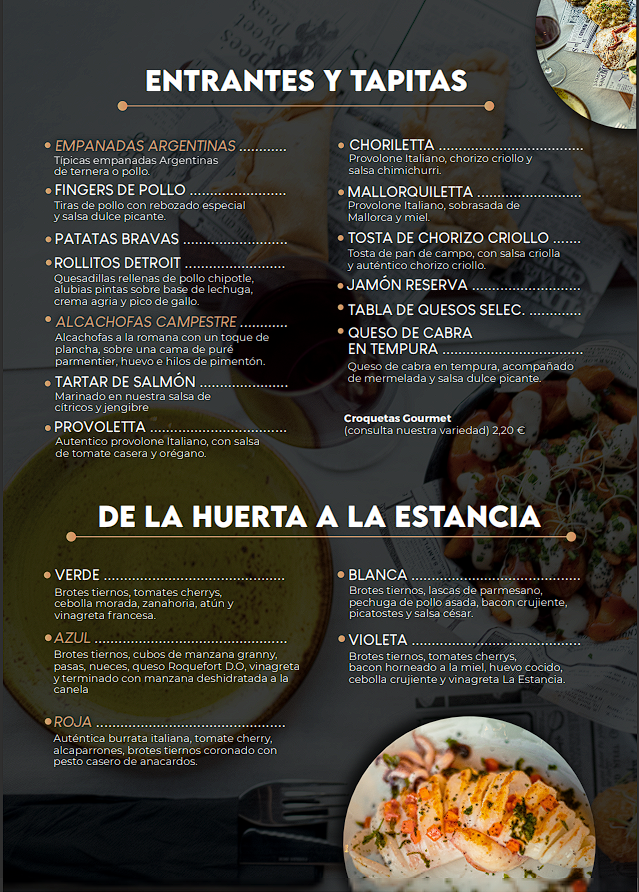 ENTRANTES Y TAPITAS
EMPANADAS ARGENTINAS ............
Típicas empanadas Argentinas
de ternera o pollo.
FINGERS DE POLLO ........................
Tiras de pollo con rebozado especial
y salsa dulce picante.
PATATAS BRAVAS ...........................
ROLLITOS DETROIT .........................
Quesadillas rellenas de pollo chipotle,
alubias pintas sobre base de lechuga,
crema agria y pico de gallo.
ALCACHOFAS CAMPESTRE ............
Alcachofas a la romana con un toque de
plancha, sobre una cama de puré
parmentier, huevo e hilos de pimentón.
TARTAR DE SALMÓN ......................
Marinado en nuestra salsa de
cítricos y jengibre
PROVOLETTA ..................................
Autentico provolone Italiano, con salsa
de tomate casera y orégano.
CHORILETTA ....................................
Provolone Italiano, chorizo criollo y
salsa chimichurri.
MALLORQUILETTA ..........................
Provolone Italiano, sobrasada de
Mallorca y miel.
TOSTA DE CHORIZO CRIOLLO .......
Tosta de pan de campo, con salsa criolla
y auténtico chorizo criollo.
JAMÓN RESERVA ...........................
TABLA DE QUESOS SELEC. .............
QUESO DE CABRA
EN TEMPURA ...................................
Queso de cabra en tempura, acompañado
de mermelada y salsa dulce picante.
Croquetas Gourmet
(consulta nuestra variedad) 2,20 €
DE LA HUERTA A LA ESTANCIA
VERDE .............................................
Brotes tiernos, tomates cherrys,
cebolla morada, zanahoria, atún y
vinagreta francesa.
AZUL ................................................
Brotes tiernos, cubos de manzana granny,
pasas, nueces, queso Roquefort D.O, vinagreta
y terminado con manzana deshidratada a la
canela
ROJA ...............................................
Auténtica burrata italiana, tomate cherry,
alcaparrones, brotes tiernos coronado con
pesto casero de anacardos.
BLANCA ..........................................
Brotes tiernos, lascas de parmesano,
pechuga de pollo asada, bacon crujiente,
picatostes y salsa césar.
VIOLETA ..........................................
Brotes tiernos, tomates cherrys,
bacon horneado a la miel, huevo cocido,
cebolla crujiente y vinagreta La Estancia.